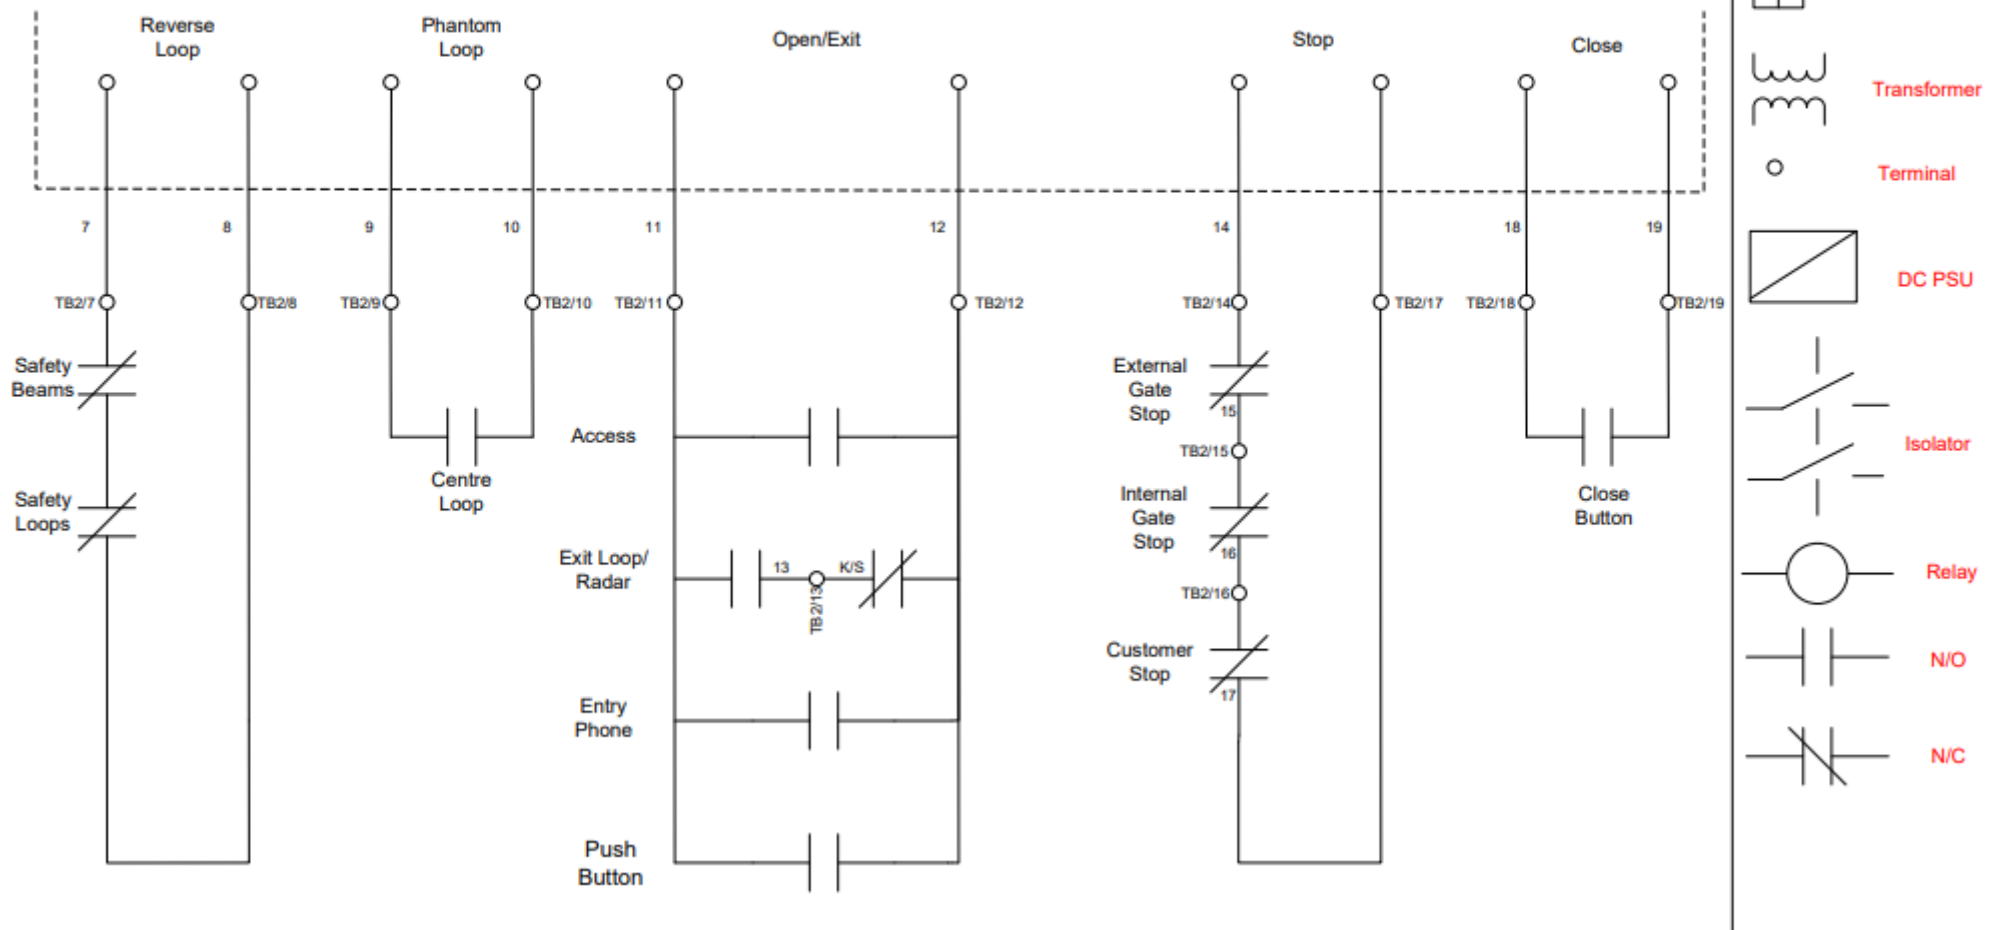 Reverse
Loop
Phantom
Loop
Open/Exit
Stop
Close
7
8
9
10
11
12
14
18
19
TB2/7
TB2/8
TB2/9
TB2/10
TB2/11
TB2/12
TB2/14
TB2/17
TB2/18
TB2/19
Safety
Beams
Safety
Loops
Centre
Loop
Access
Exit Loop/
Radar
13
TB2/13
K/S
Entry
Phone
Push
Button
External
Gate
Stop
15
TB2/15
Internal
Gate
Stop
16
TB2/16
Customer
Stop
17
Close
Button
Transformer
Terminal
DC PSU
Isolator
Relay
N/O
N/C